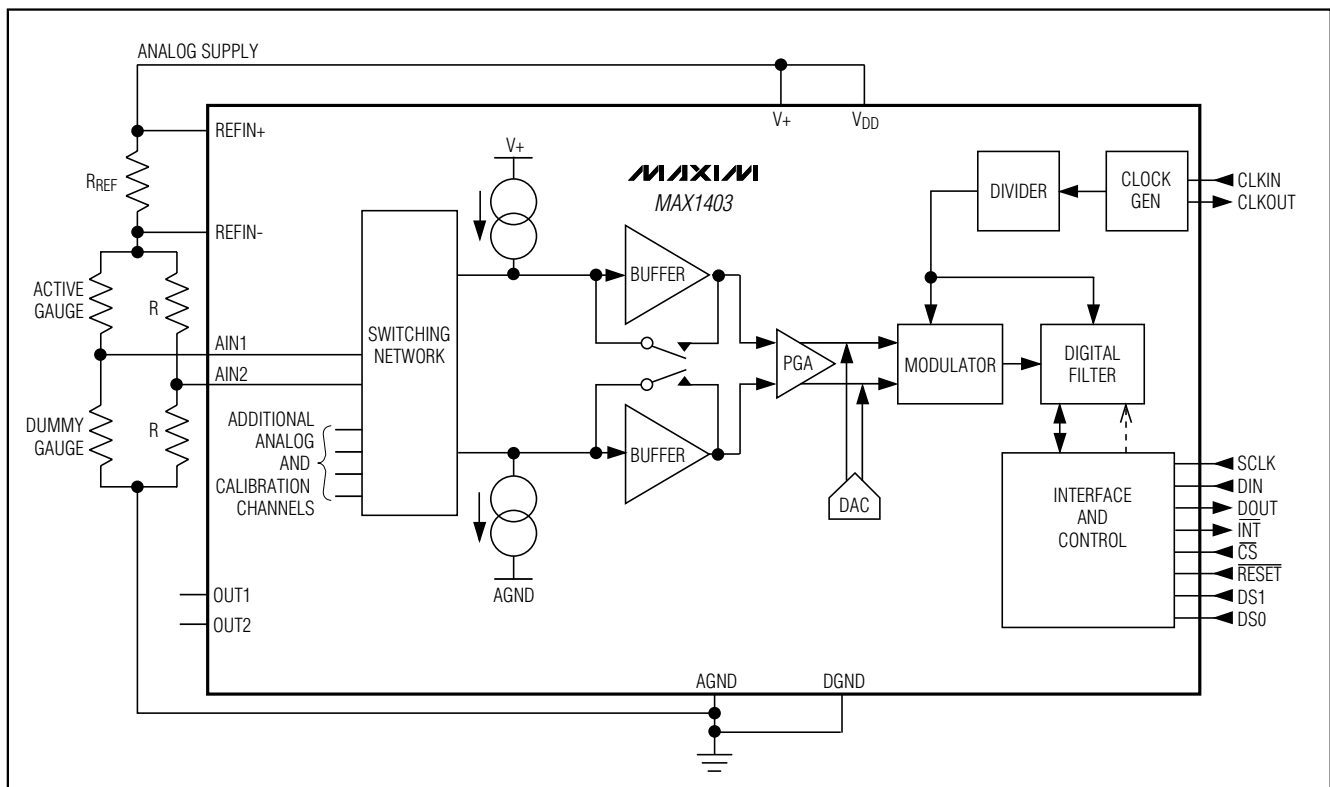 ANALOG SUPPLY
V+
VDD
REFIN+
RREF
REFIN-
V+
MAXIM
MAX1403
DIVIDER
CLOCK
GEN
CLKIN
CLKOUT
ACTIVE
GAUGE
R
BUFFER
SWITCHING
NETWORK
AIN1
AIN2
PGA
MODULATOR
DIGITAL
FILTER
DUMMY
GAUGE
R
ADDITIONAL
ANALOG
AND
CALIBRATION
CHANNELS
BUFFER
DAC
INTERFACE
AND
CONTROL
SCLK
DIN
DOUT
INT
CS
RESET
DS1
DS0
AGND
OUT1
OUT2
AGND
DGND